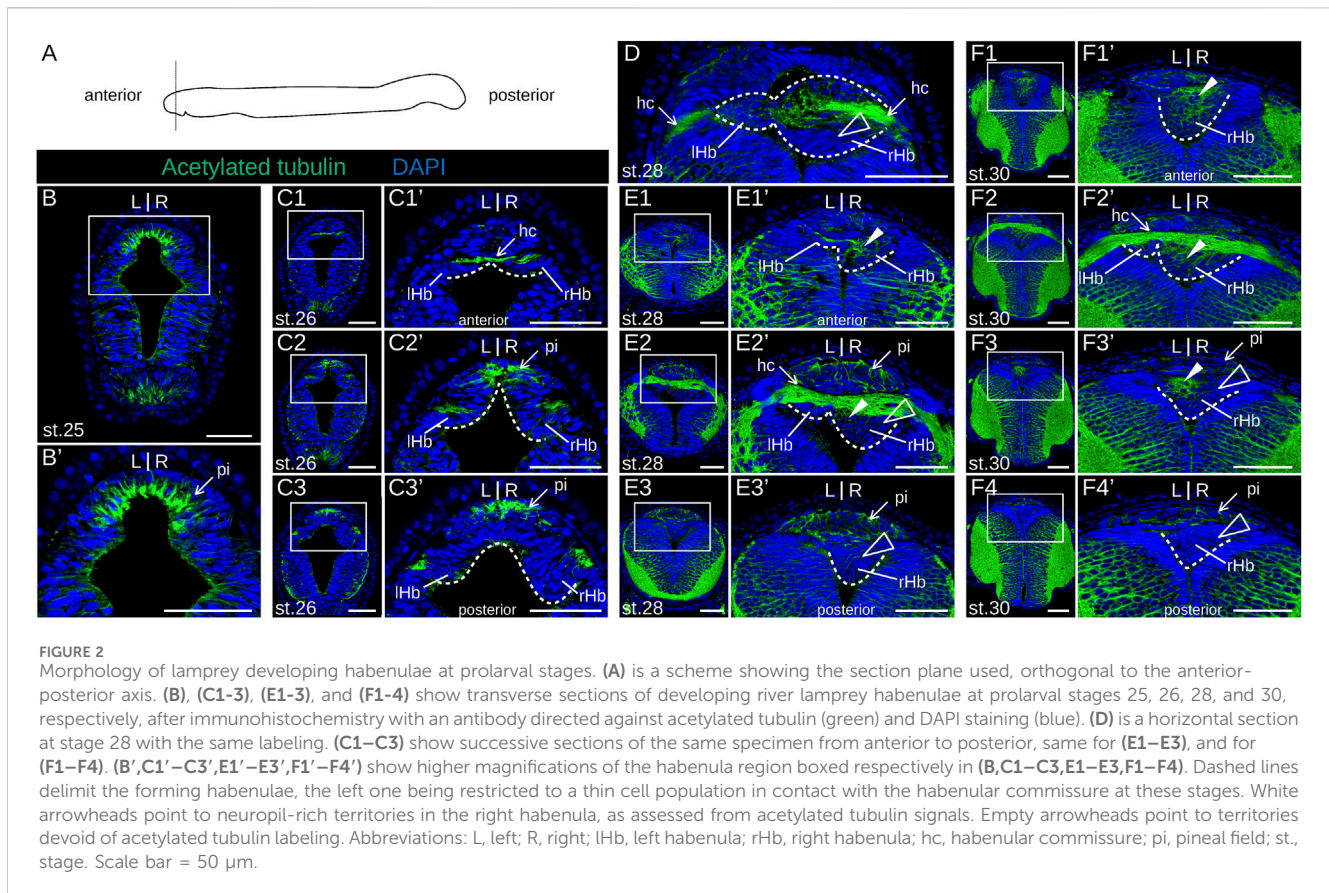 A
anterior
posterior
Acetylated tubulin DAPI
B
L | R
st.25
B'
L | R
pi
C1
st.26
C1'
L | R
hc
lHb
rHb
anterior
C2
st.26
C2'
L | R
pi
lHb
rHb
C3
st.26
C3'
L | R
pi
lHb
rHb
posterior
D
hc
hc
lHb
rHb
st.28
E1
st.28
E1'
L | R
lHb
rHb
anterior
E2
st.28
E2'
L | R
pi
hc
lHb
rHb
E3
st.28
E3'
L | R
pi
rHb
posterior
F1
st.30
F1'
L | R
rHb
anterior
F2
st.30
F2'
L | R
hc
lHb
rHb
F3
st.30
F3'
L | R
pi
rHb
F4
st.30
F4'
L | R
pi
rHb
posterior
FIGURE 2
Morphology of lamprey developing habenulae at prolarval stages. (A) is a scheme showing the section plane used, orthogonal to the anterior-
posterior axis. (B), (C1-3), (E1-3), and (F1-4) show transverse sections of developing river lamprey habenulae at prolarval stages 25, 26, 28, and 30,
respectively, after immunohistochemistry with an antibody directed against acetylated tubulin (green) and DAPI staining (blue). (D) is a horizontal section
at stage 28 with the same labeling. (C1–C3) show successive sections of the same specimen from anterior to posterior, same for (E1–E3), and for
(F1–F4). (B′,C1′–C3′,E1′–E3′,F1′–F4′) show higher magnifications of the habenula region boxed respectively in (B,C1–C3,E1–E3,F1–F4). Dashed lines
delimit the forming habenulae, the left one being restricted to a thin cell population in contact with the habenular commissure at these stages. White
arrowheads point to neuropil-rich territories in the right habenula, as assessed from acetylated tubulin signals. Empty arrowheads point to territories
devoid of acetylated tubulin labeling. Abbreviations: L, left; R, right; lHb, left habenula; rHb, right habenula; hc, habenular commissure; pi, pineal field; st.,
stage. Scale bar = 50 μm.